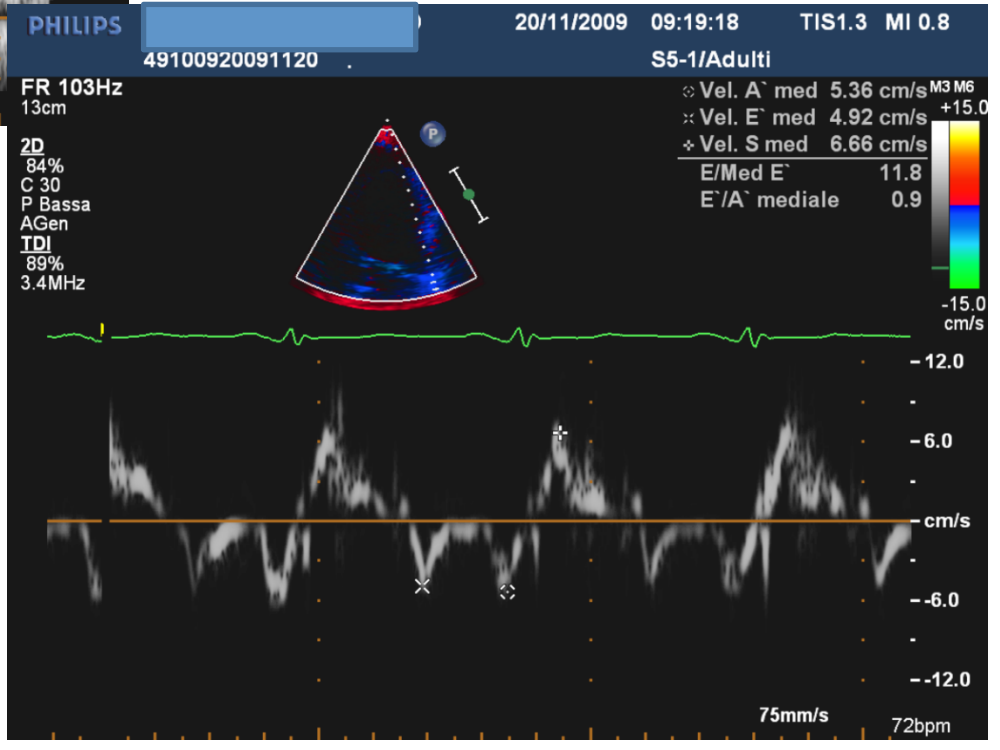 PHILIPS
20/11/2009 09:19:18 TIS1.3 MI 0.8
49100920091120 . S5-1/Adulti
FR 103Hz
13cm
2D
84%
C 30
P Bassa
AGen
TDI
89%
3.4MHz
P
Vel. A` med 5.36 cm/s
Vel. E` med 4.92 cm/s
Vel. S med 6.66 cm/s
E/Med E` 11.8
E`/A` mediale 0.9
M3 M6
+15.0
-15.0
cm/s
12.0
6.0
cm/s
-6.0
-12.0
75mm/s
72bpm